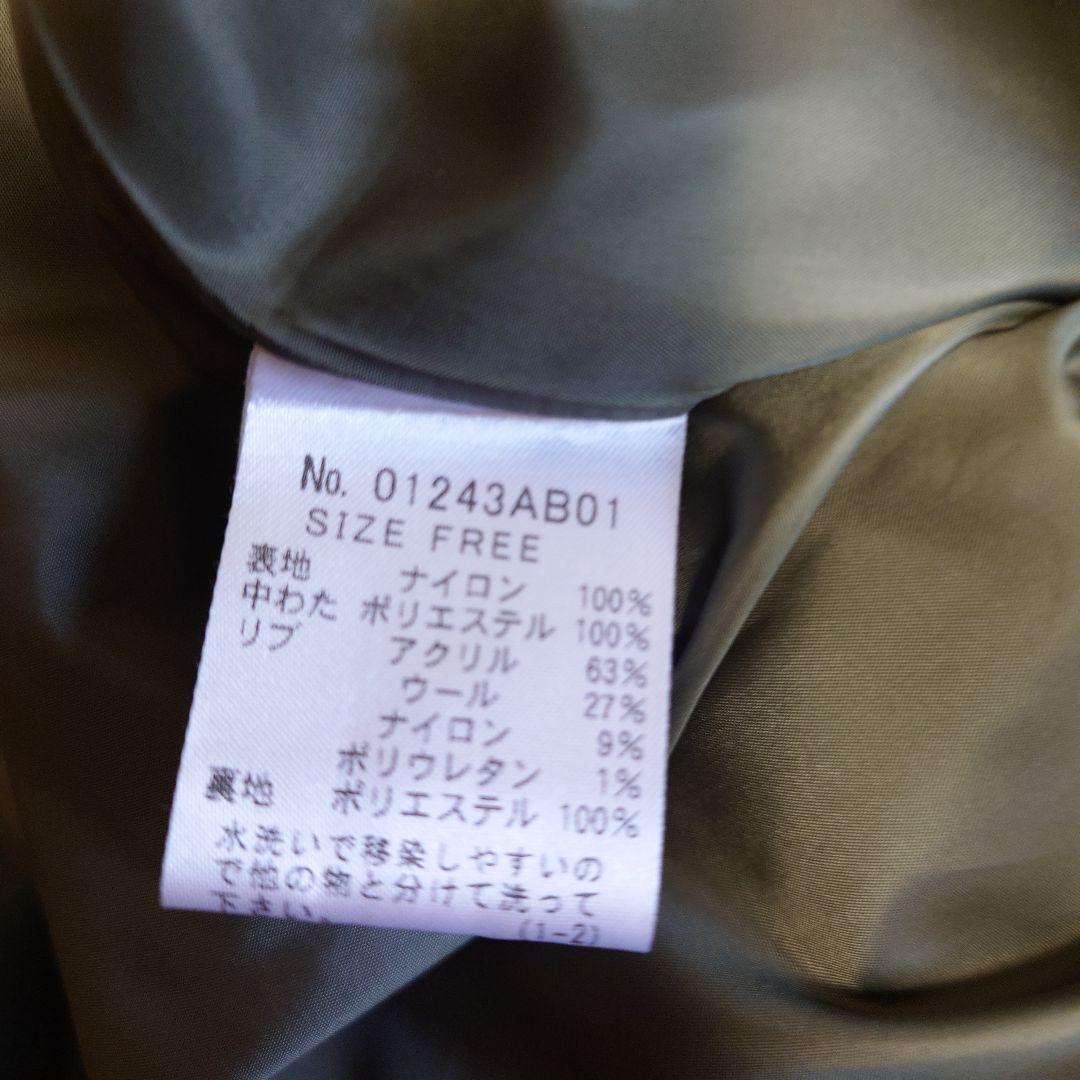 No. 01243AB01
SIZE FREE
表地 ナイロン 100%
中わた ポリエステル 100%
リブ アクリル 63%
ウール 27%
ナイロン 9%
ポリウレタン 1%
裏地 ポリエステル 100%
水洗いで移染しやすいの
で他の物と分けて洗って
下さい。
(1-2)